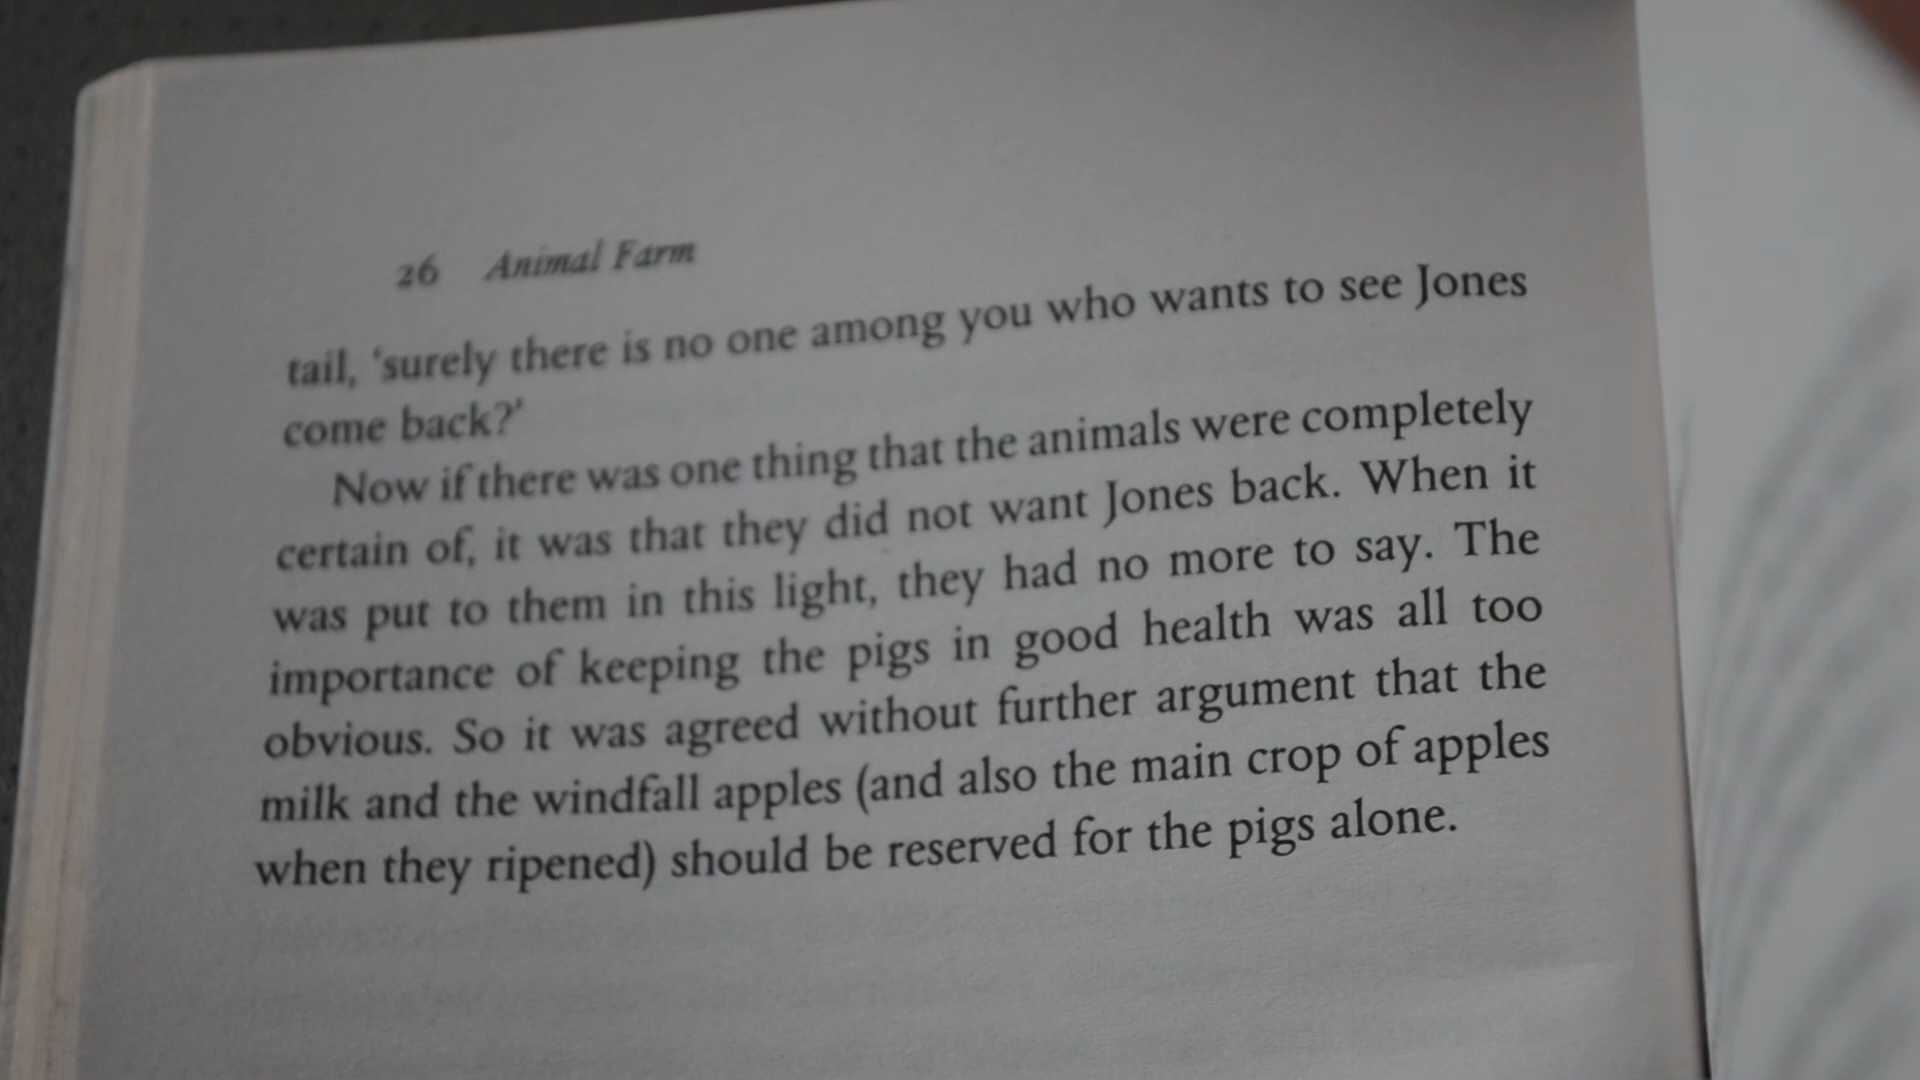 26 Animal Farm
tail, ‘surely there is no one among you who wants to see Jones
come back?’
Now if there was one thing that the animals were completely
certain of, it was that they did not want Jones back. When it
was put to them in this light, they had no more to say. The
importance of keeping the pigs in good health was all too
obvious. So it was agreed without further argument that the
milk and the windfall apples (and also the main crop of apples
when they ripened) should be reserved for the pigs alone.